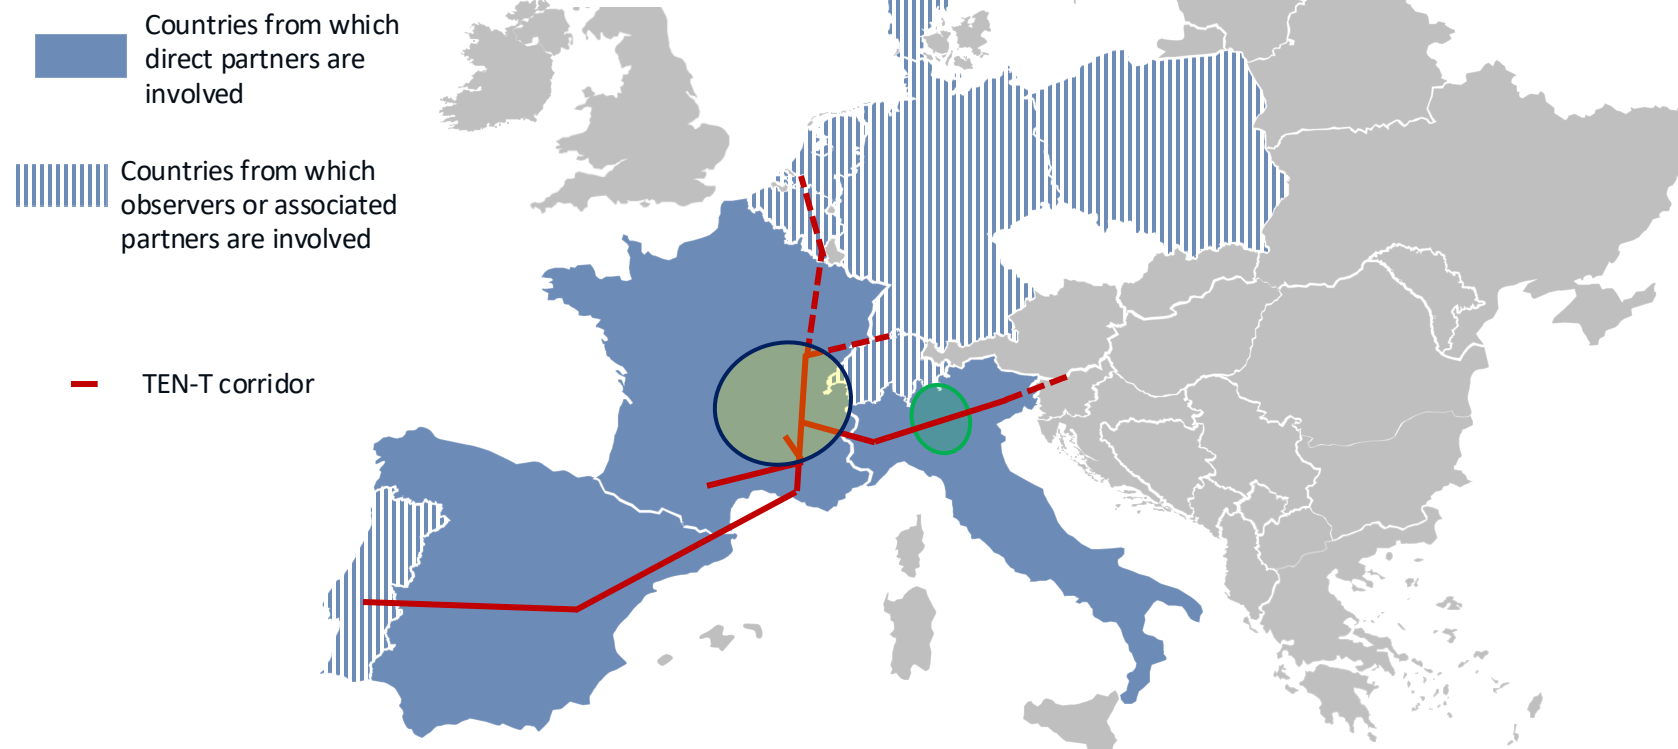 Countries from which
direct partners are
involved
Countries from which
observers or associated
partners are involved
TEN-T corridor